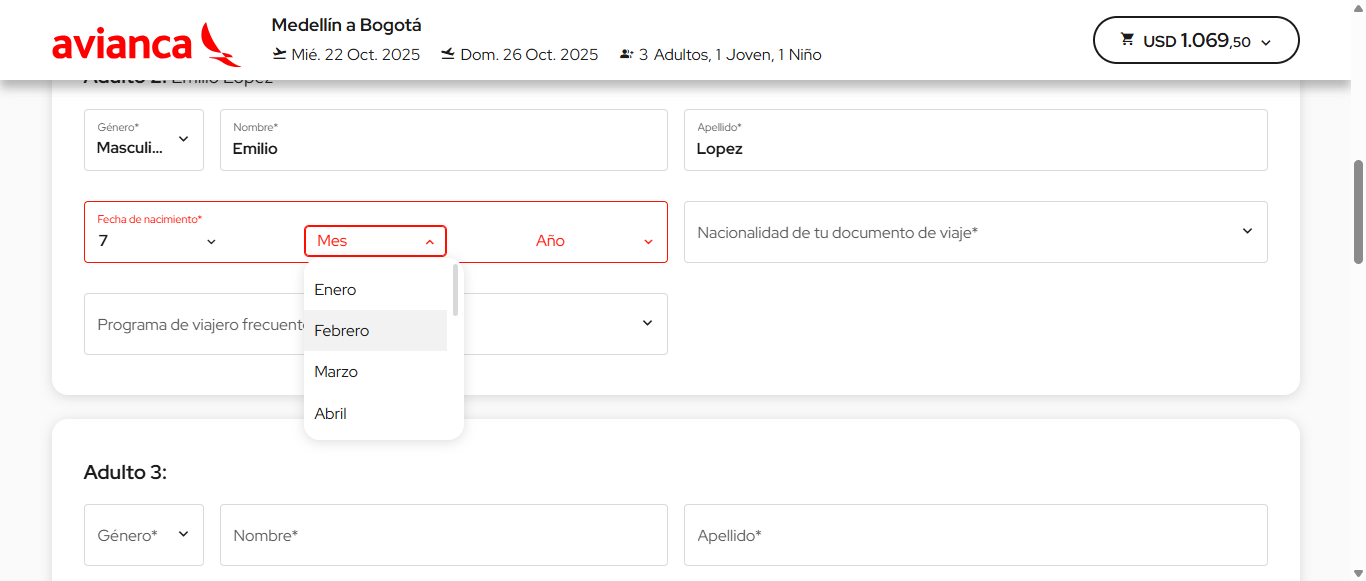 avianca
Medellín a Bogotá
Mié. 22 Oct. 2025 Dom. 26 Oct. 2025 3 Adultos, 1 Joven, 1 Niño
USD 1.069,50
Adulto 2: Emilio Lopez
Género*
Masculi...
Nombre*
Emilio
Apellido*
Lopez
Fecha de nacimiento*
7
Mes
Año
Nacionalidad de tu documento de viaje*
Enero
Febrero
Marzo
Abril
Programa de viajero
Adulto 3:
Género*
Nombre*
Apellido*